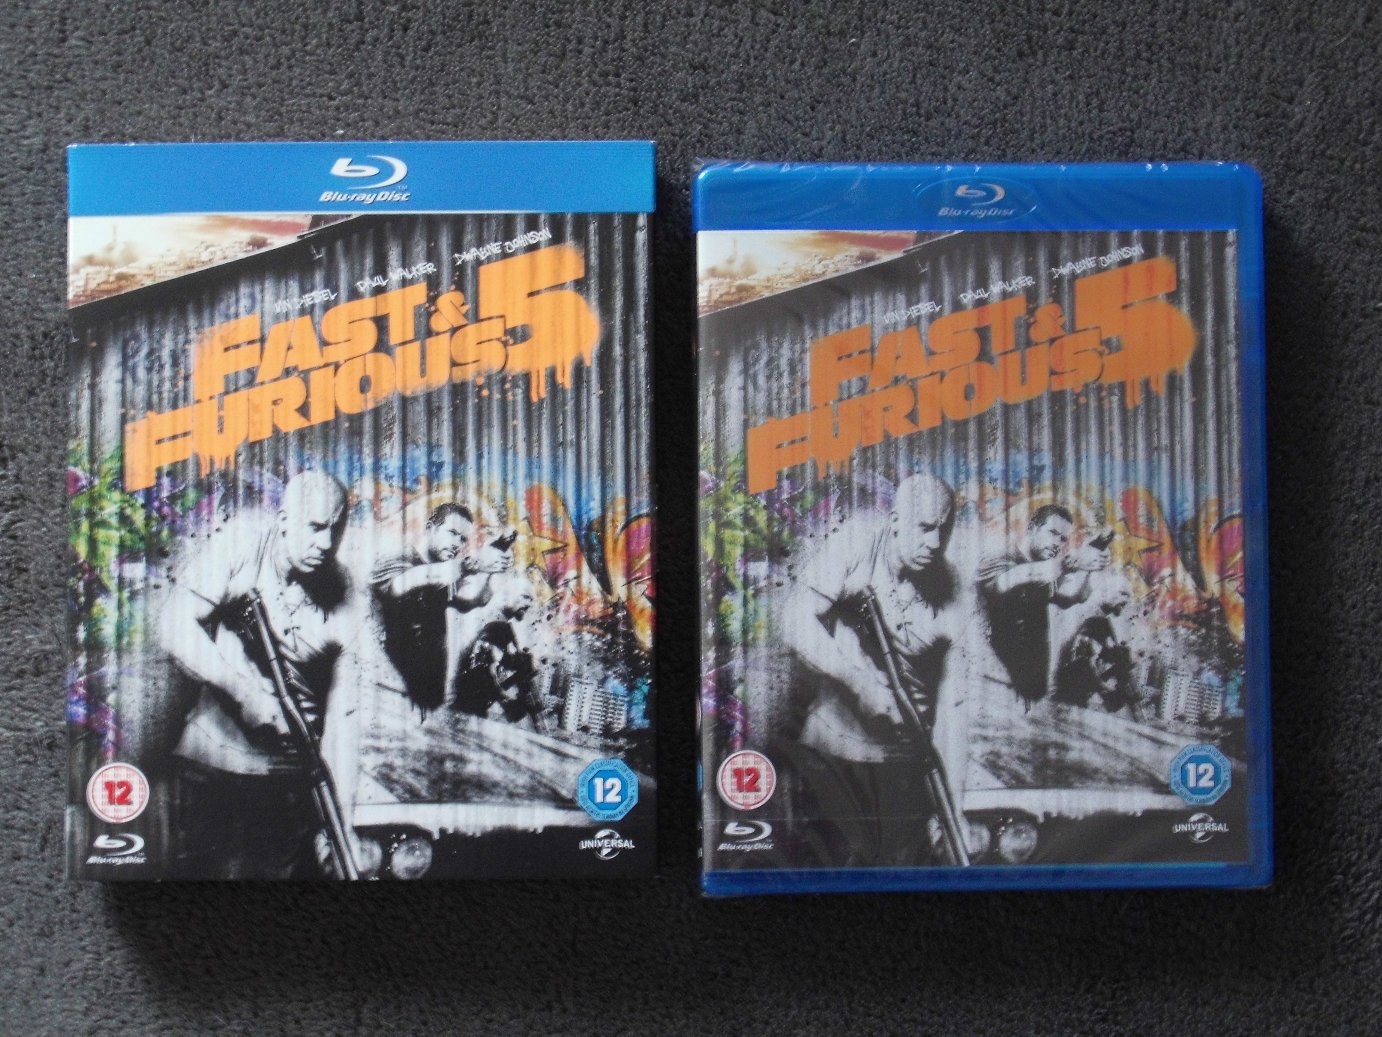 Blu-ray Disc™
VIN DIESEL PAUL WALKER DWAYNE JOHNSON
FAST & FURIOUS 5
12
12
Blu-ray Disc
UNIVERSAL
Blu-ray Disc
VIN DIESEL PAUL WALKER DWAYNE JOHNSON
FAST & FURIOUS 5
12
12
Blu-ray Disc
UNIVERSAL